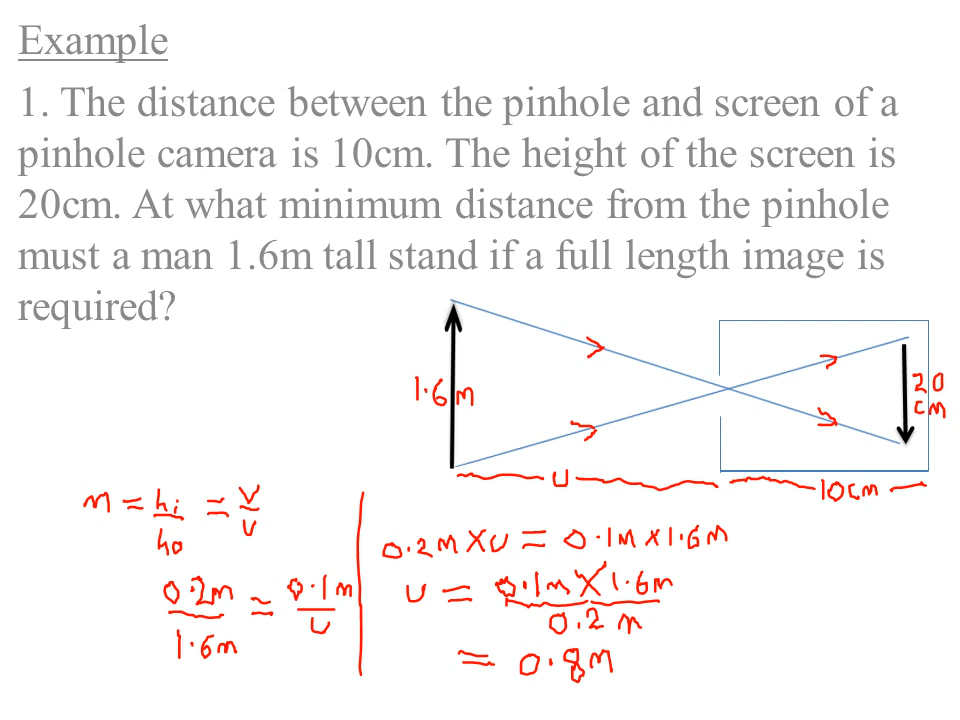 Example
1. The distance between the pinhole and screen of a
pinhole camera is 10cm. The height of the screen is
20cm. At what minimum distance from the pinhole
must a man 1.6m tall stand if a full length image is
required?
1.6m
20
cm
u
10cm
m = hi/ho = v/u
0.2m/1.6m = 0.1m/u
0.2m x u = 0.1m x 1.6m
u = 0.1m x 1.6m/0.2m
= 0.8m